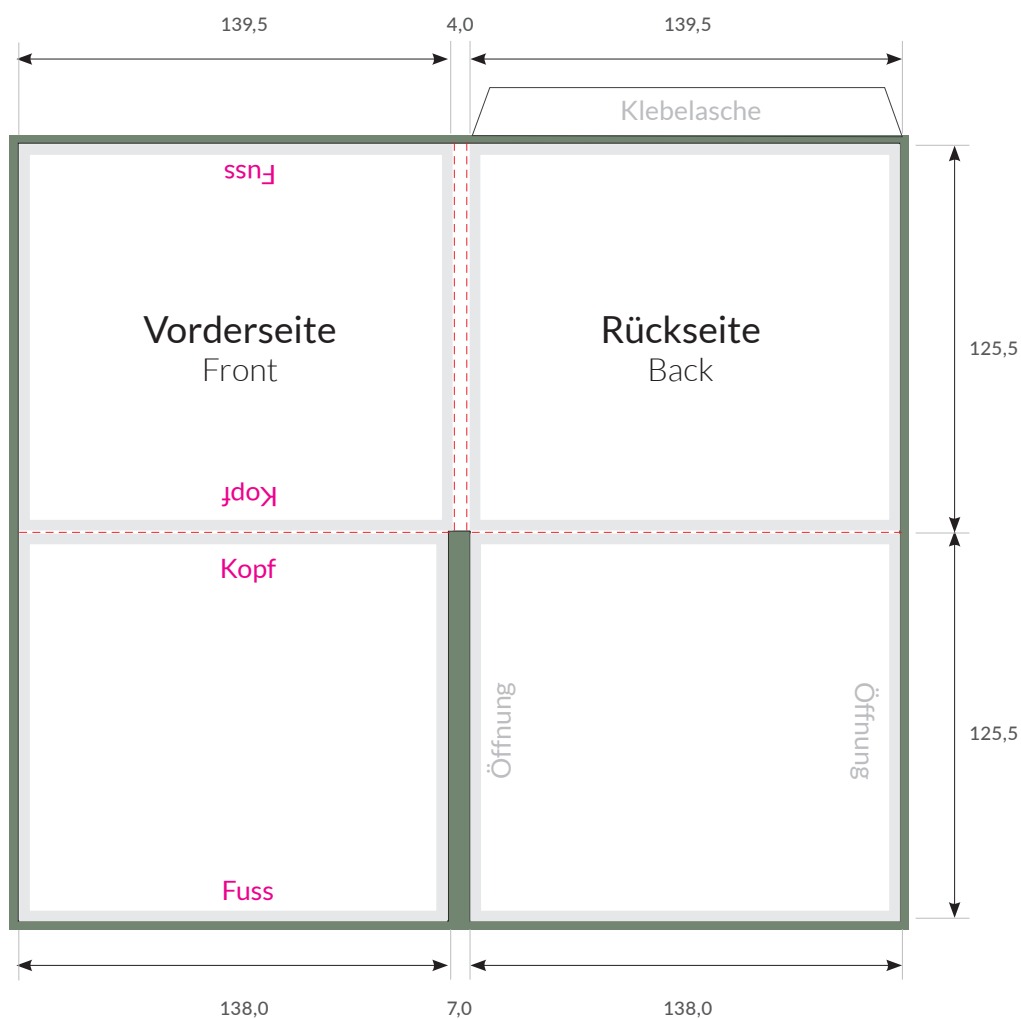 139,5
4,0
139,5
Klebelasche
Fuss
Vorderseite
Front
Rückseite
Back
125,5
Kopf
Kopf
Öffnung
Öffnung
125,5
Fuss
138,0
7,0
138,0